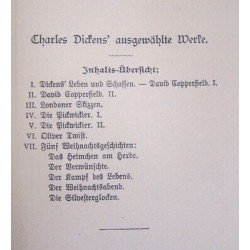 Charles Dickens' ausgewählte Werke.
Inhalts-Übersicht:
I. Dickens' Leben und Schaffen. — David Copperfield. I.
II. David Copperfield. II.
III. Londoner Skizzen.
IV. Die Pickwickier. I.
V. Die Pickwickier. II.
VI. Oliver Twist.
VII. Fünf Weihnachtsgeschichten:
Das Heimchen am Herde.
Der Verwünschte.
Der Kampf des Lebens.
Der Weihnachtsabend.
Die Silvesterglocken.